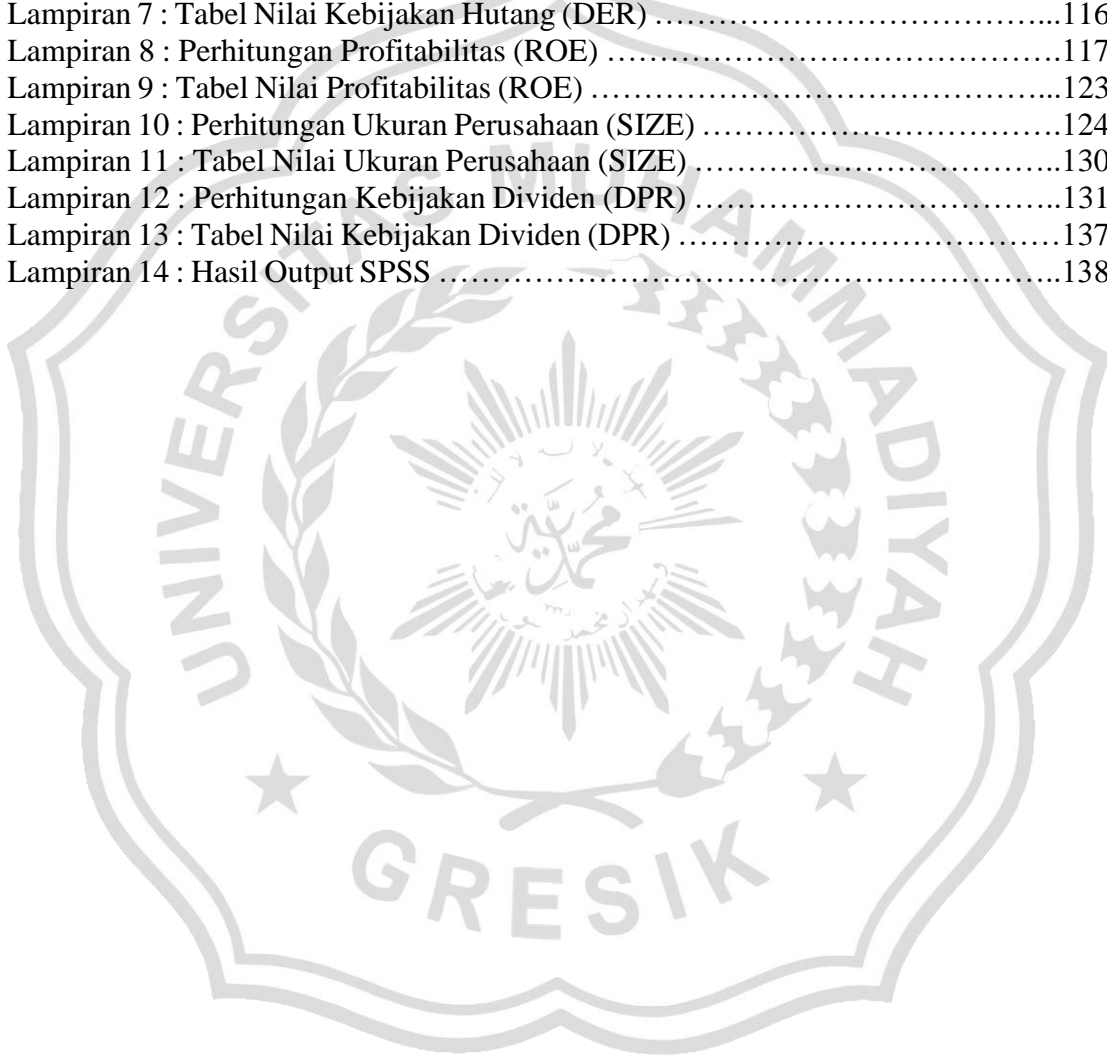 Lampiran 7 : Tabel Nilai Kebijakan Hutang (DER) …………………………………...116
Lampiran 8 : Perhitungan Profitabilitas (ROE) …………………………………….117
Lampiran 9 : Tabel Nilai Profitabilitas (ROE) ……………………………………...123
Lampiran 10 : Perhitungan Ukuran Perusahaan (SIZE) …………………………….124
Lampiran 11 : Tabel Nilai Ukuran Perusahaan (SIZE) ……………………………..130
Lampiran 12 : Perhitungan Kebijakan Dividen (DPR) ……………………………..131
Lampiran 13 : Tabel Nilai Kebijakan Dividen (DPR) ………………………………137
Lampiran 14 : Hasil Output SPSS …………………………………………………..138
UNIVERSITAS MUHAMMADIYAH
GRESIK